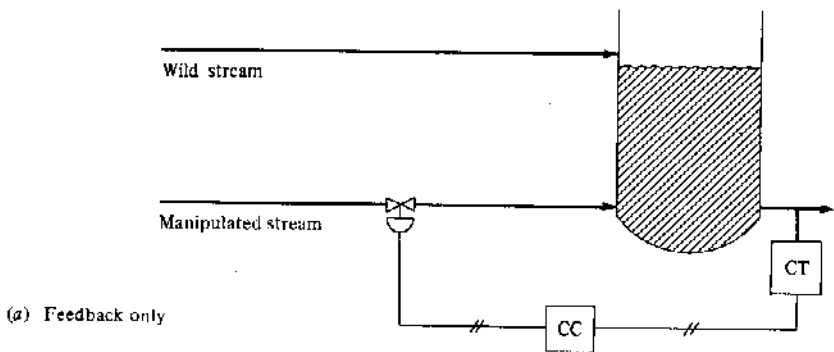 Wild stream
Manipulated stream
CT
(a) Feedback only
CC